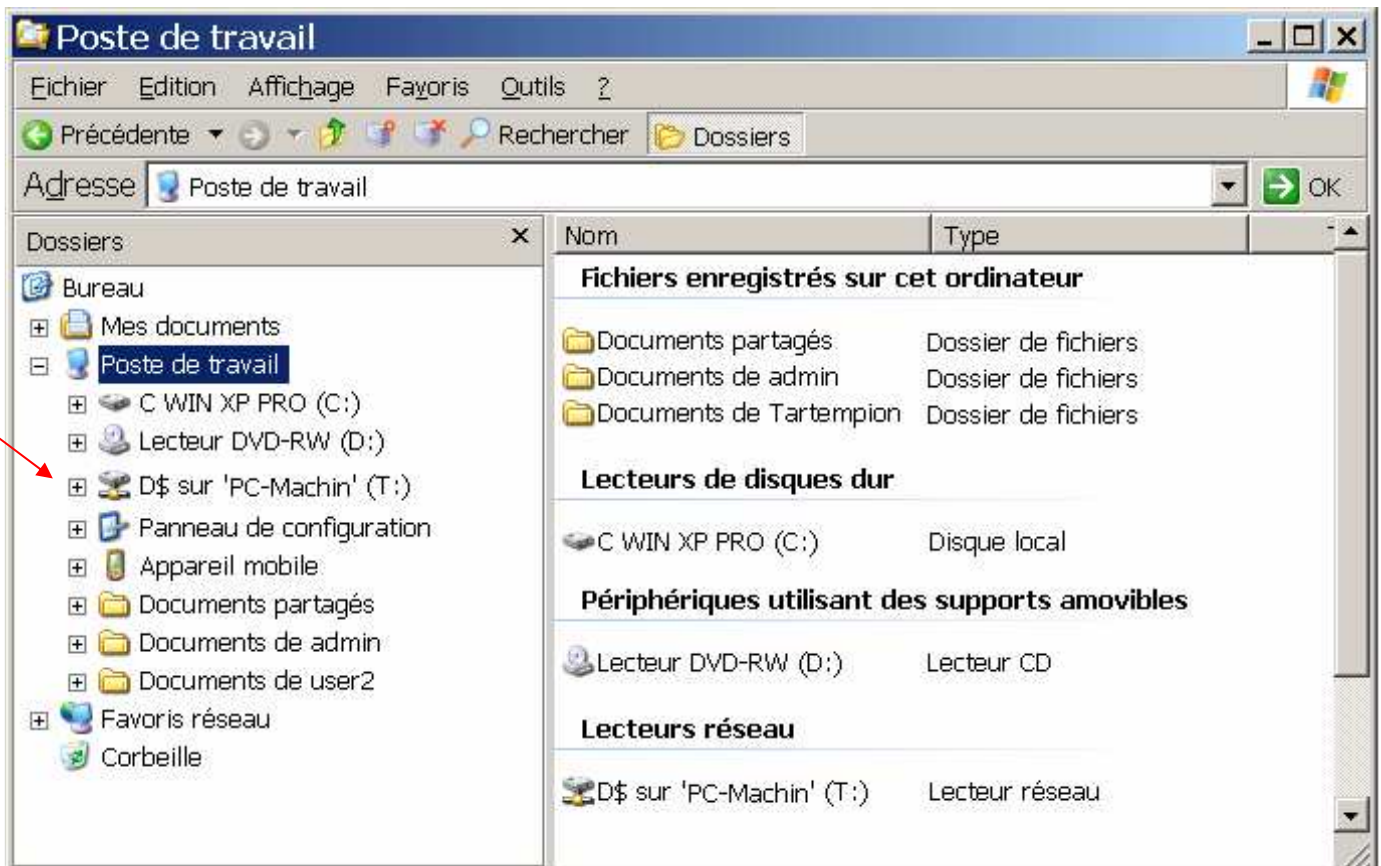 Poste de travail
Fichier Edition Affichage Favoris Outils ?
Précédente Rechercher Dossiers
Adresse Poste de travail OK
Dossiers
Bureau
Mes documents
Poste de travail
C WIN XP PRO (C:)
Lecteur DVD-RW (D:)
D$ sur 'PC-Machin' (T:)
Panneau de configuration
Appareil mobile
Documents partagés
Documents de admin
Documents de user2
Favoris réseau
Corbeille
Nom Type
Fichiers enregistrés sur cet ordinateur
Documents partagés Dossier de fichiers
Documents de admin Dossier de fichiers
Documents de Tartempion Dossier de fichiers
Lecteurs de disques dur
C WIN XP PRO (C:) Disque local
Périphériques utilisant des supports amovibles
Lecteur DVD-RW (D:) Lecteur CD
Lecteurs réseau
D$ sur 'PC-Machin' (T:) Lecteur réseau